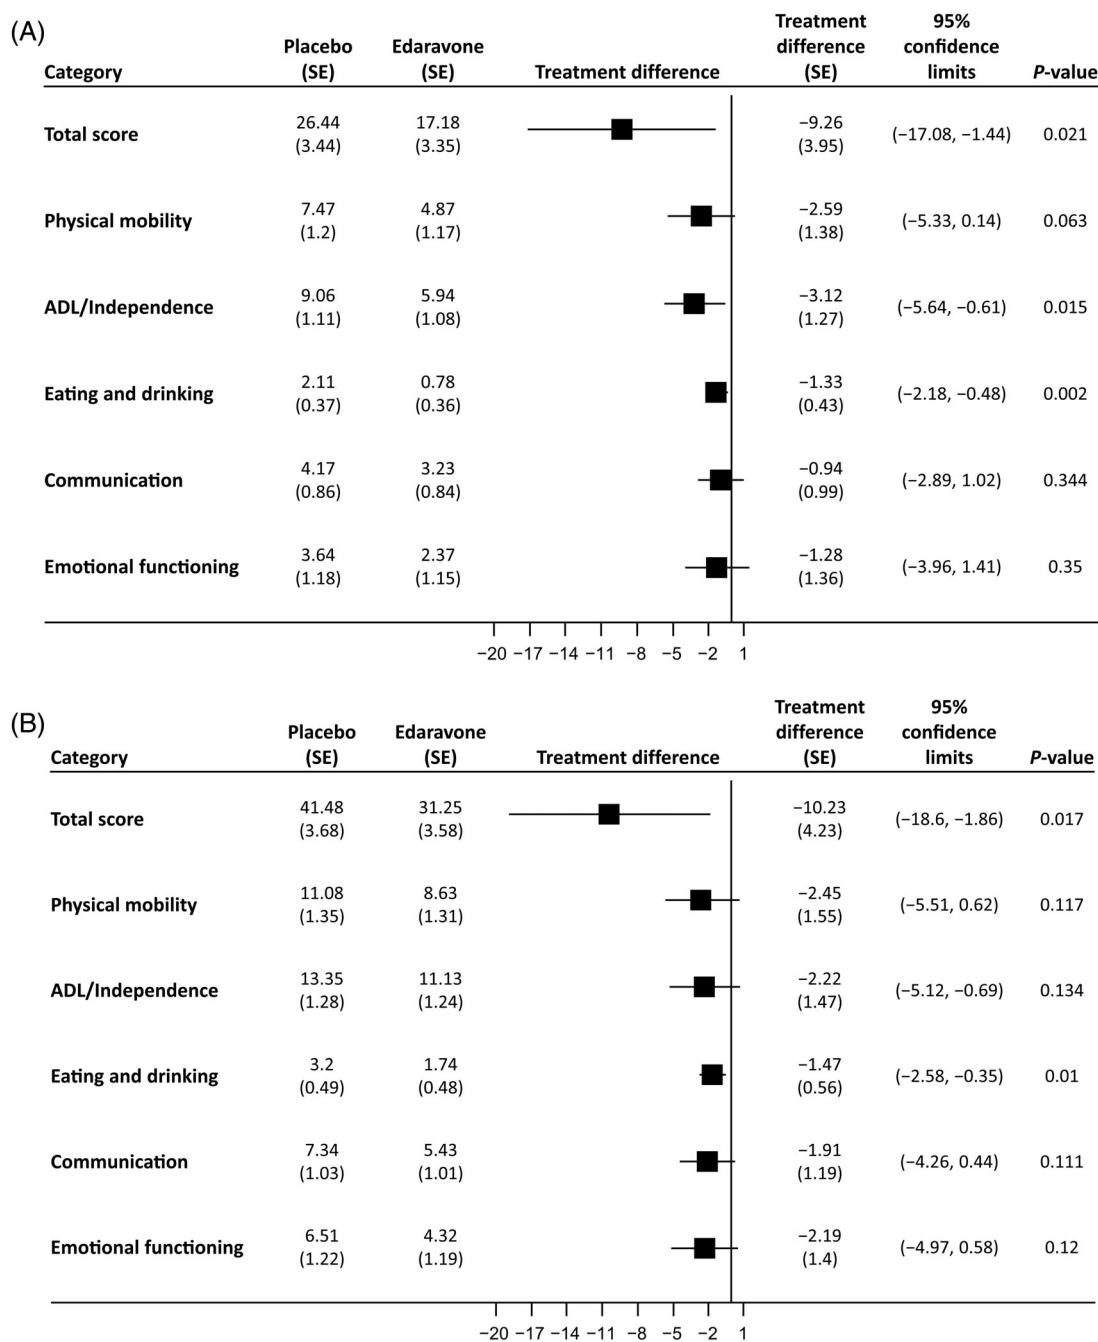 (A)
Category Placebo (SE) Edaravone (SE) Treatment difference Treatment difference (SE) 95% confidence limits P-value
Total score 26.44 (3.44) 17.18 (3.35) −9.26 (3.95) (−17.08, −1.44) 0.021
Physical mobility 7.47 (1.2) 4.87 (1.17) −2.59 (1.38) (−5.33, 0.14) 0.063
ADL/Independence 9.06 (1.11) 5.94 (1.08) −3.12 (1.27) (−5.64, −0.61) 0.015
Eating and drinking 2.11 (0.37) 0.78 (0.36) −1.33 (0.43) (−2.18, −0.48) 0.002
Communication 4.17 (0.86) 3.23 (0.84) −0.94 (0.99) (−2.89, 1.02) 0.344
Emotional functioning 3.64 (1.18) 2.37 (1.15) −1.28 (1.36) (−3.96, 1.41) 0.35
−20 −17 −14 −11 −8 −5 −2 1
(B)
Category Placebo (SE) Edaravone (SE) Treatment difference Treatment difference (SE) 95% confidence limits P-value
Total score 41.48 (3.68) 31.25 (3.58) −10.23 (4.23) (−18.6, −1.86) 0.017
Physical mobility 11.08 (1.35) 8.63 (1.31) −2.45 (1.55) (−5.51, 0.62) 0.117
ADL/Independence 13.35 (1.28) 11.13 (1.24) −2.22 (1.47) (−5.12, −0.69) 0.134
Eating and drinking 3.2 (0.49) 1.74 (0.48) −1.47 (0.56) (−2.58, −0.35) 0.01
Communication 7.34 (1.03) 5.43 (1.01) −1.91 (1.19) (−4.26, 0.44) 0.111
Emotional functioning 6.51 (1.22) 4.32 (1.19) −2.19 (1.4) (−4.97, 0.58) 0.12
−20 −17 −14 −11 −8 −5 −2 1